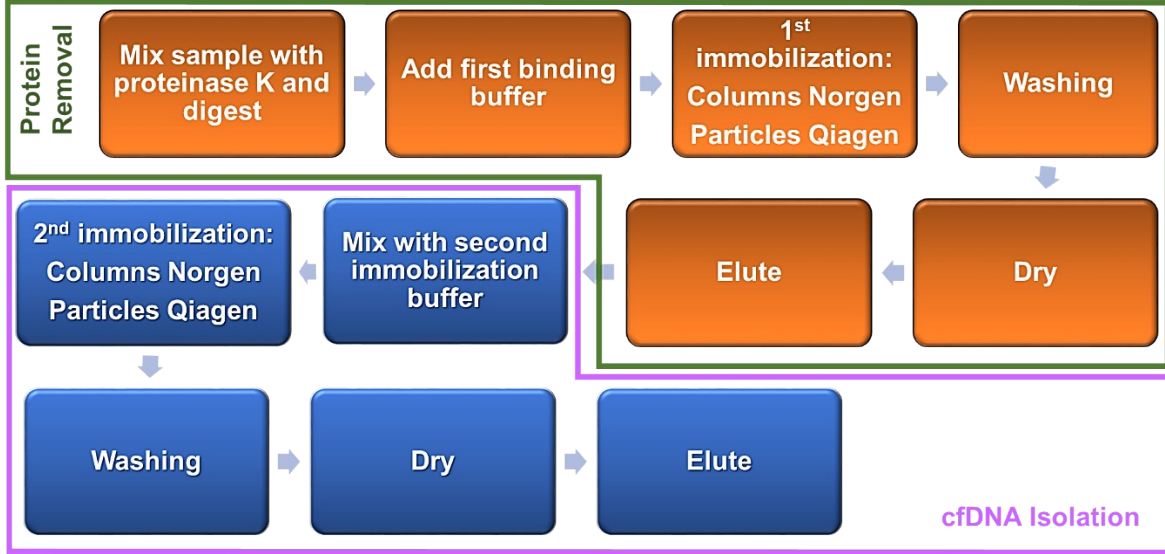 Protein
Removal
Mix sample with
proteinase K and
digest
Add first binding
buffer
1st
immobilization:
Columns Norgen
Particles Qiagen
Washing
Dry
Elute
Mix with second
immobilization
buffer
2nd immobilization:
Columns Norgen
Particles Qiagen
Washing
Dry
Elute
cfDNA Isolation